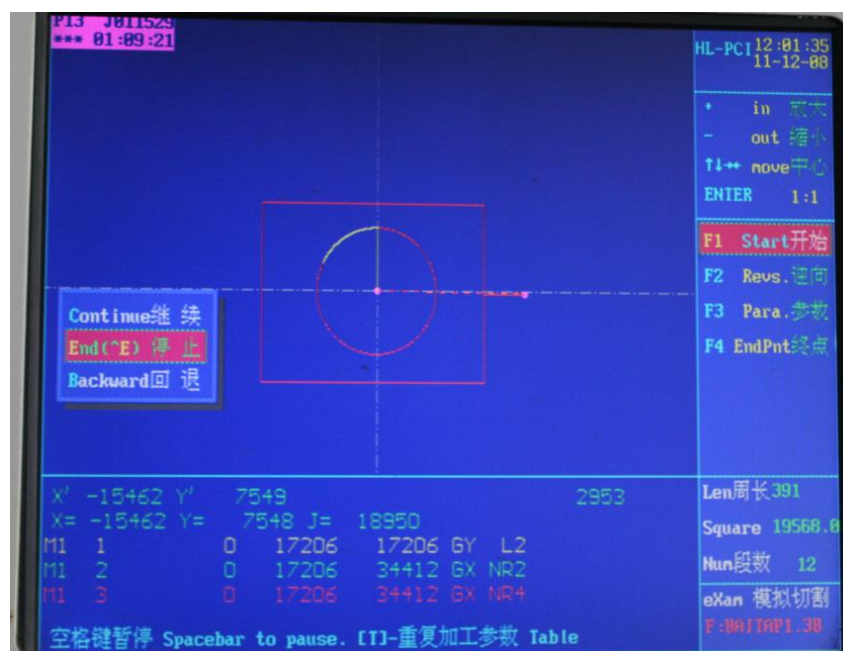 P13 J011529
*** 01:09:21
HL-PCI 12:01:35
11-12-08
+ in 放大
- out 缩小
↑↓↔ move中心
ENTER 1:1
F1 Start开始
F2 Revs.逆向
F3 Para.参数
F4 EndPnt终点
Continue继 续
End(^E) 停 止
Backward回 退
X' -15462 Y' 7549 2953
X= -15462 Y= 7548 J= 18950
M1 1 0 17206 17206 GY L2
M1 2 0 17206 34412 GX NR2
M1 3 0 17206 34412 GX NR4
Len周长391
Square 19568.0
Num段数 12
eXam 模拟切割
F:BAITAP1.3B
空格键暂停 Spacebar to pause. [T]-重复加工参数 Table